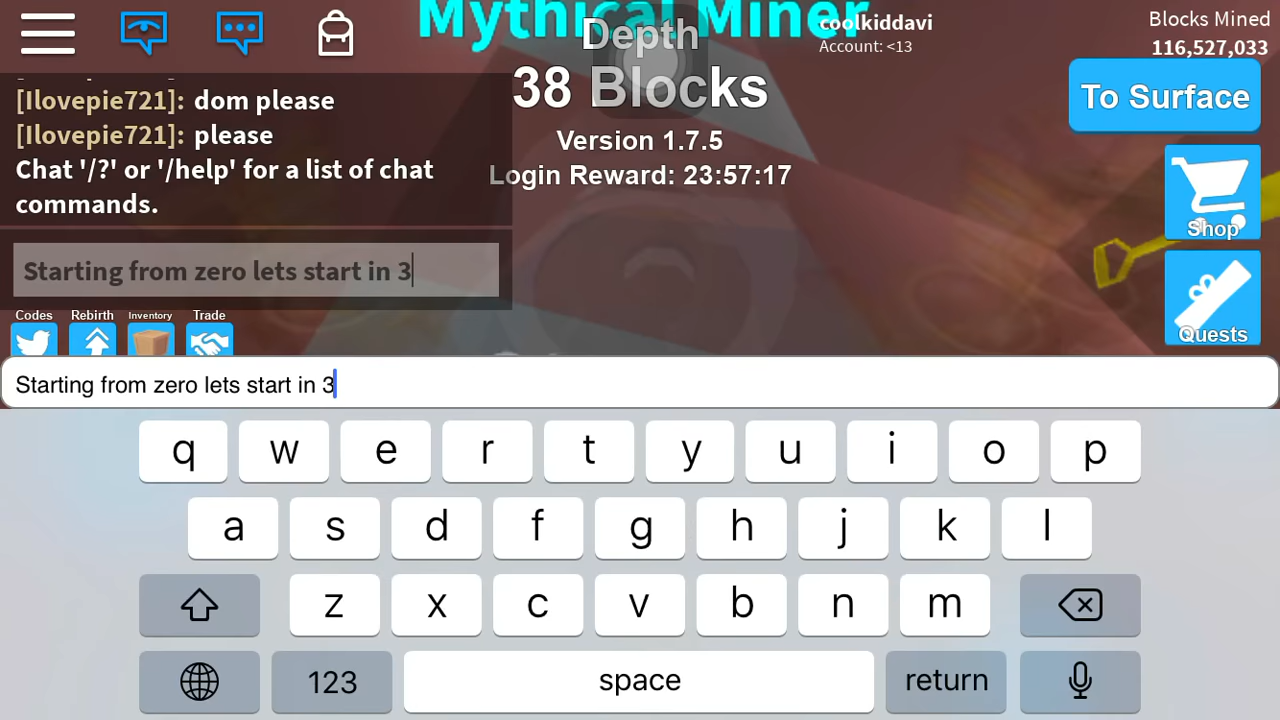 Mythical Miner
coolkiddavi
Account: <13
Blocks Mined
116,527,033
Depth
38 Blocks
Version 1.7.5
Login Reward: 23:57:17
To Surface
Shop
Quests
[Ilovepie721]: dom please
[Ilovepie721]: please
Chat '/?' or '/help' for a list of chat
commands.
Starting from zero lets start in 3
Codes Rebirth Inventory Trade
Starting from zero lets start in 3
q w e r t y u i o p
a s d f g h j k l
z x c v b n m
123 space return